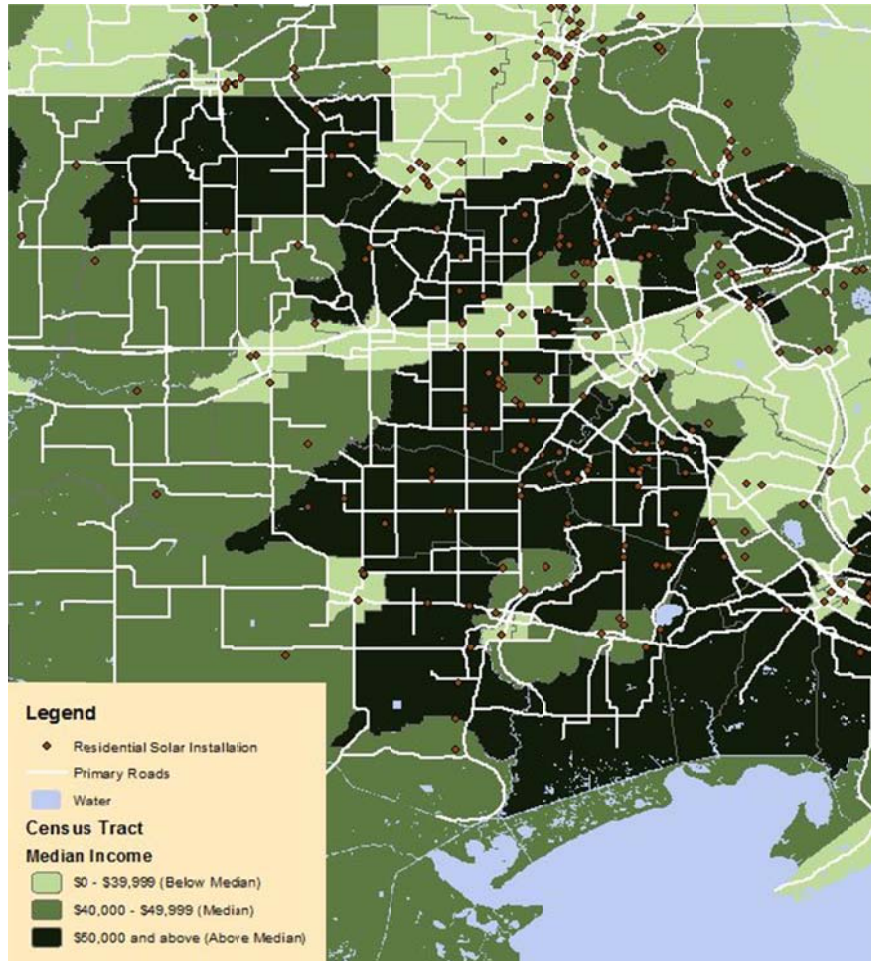 Legend
Residential Solar Installation
Primary Roads
Water
Census Tract
Median Income
$0 - $39,999 (Below Median)
$40,000 - $49,999 (Median)
$50,000 and above (Above Median)